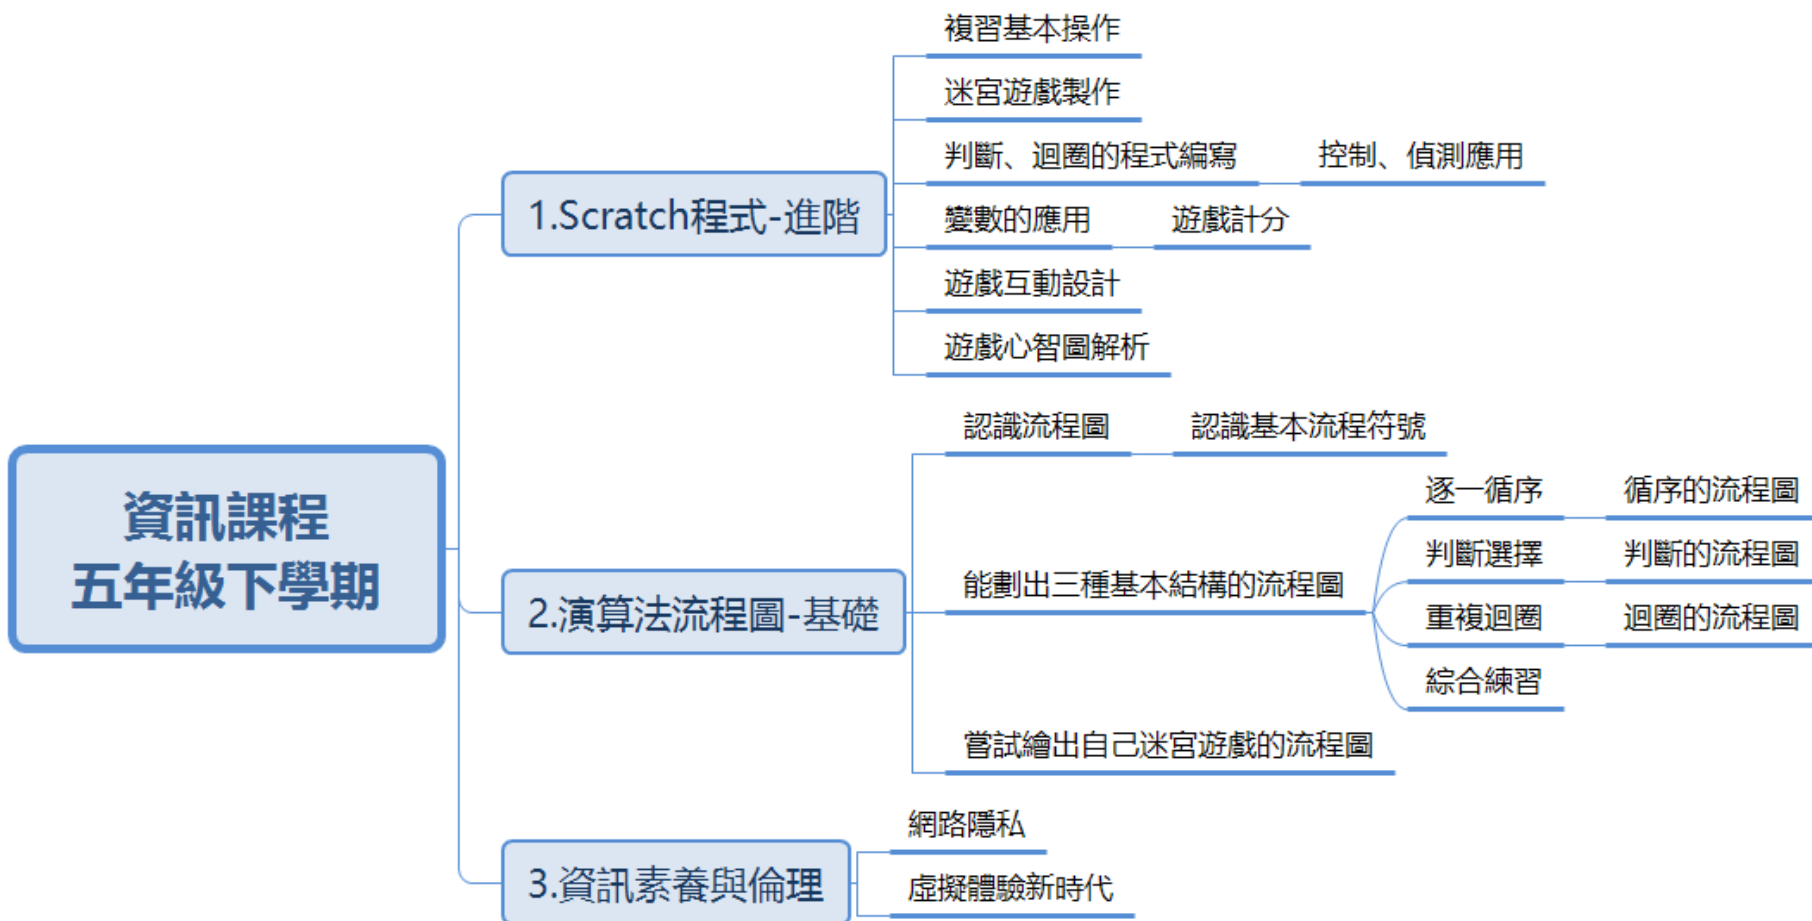 資訊課程
五年級下學期
1.Scratch程式-進階
複習基本操作
迷宮遊戲製作
判斷、迴圈的程式編寫
控制、偵測應用
變數的應用
遊戲計分
遊戲互動設計
遊戲心智圖解析
2.演算法流程圖-基礎
認識流程圖
認識基本流程符號
能劃出三種基本結構的流程圖
逐一循序
循序的流程圖
判斷選擇
判斷的流程圖
重複迴圈
迴圈的流程圖
綜合練習
嘗試繪出自己迷宮遊戲的流程圖
3.資訊素養與倫理
網路隱私
虛擬體驗新時代